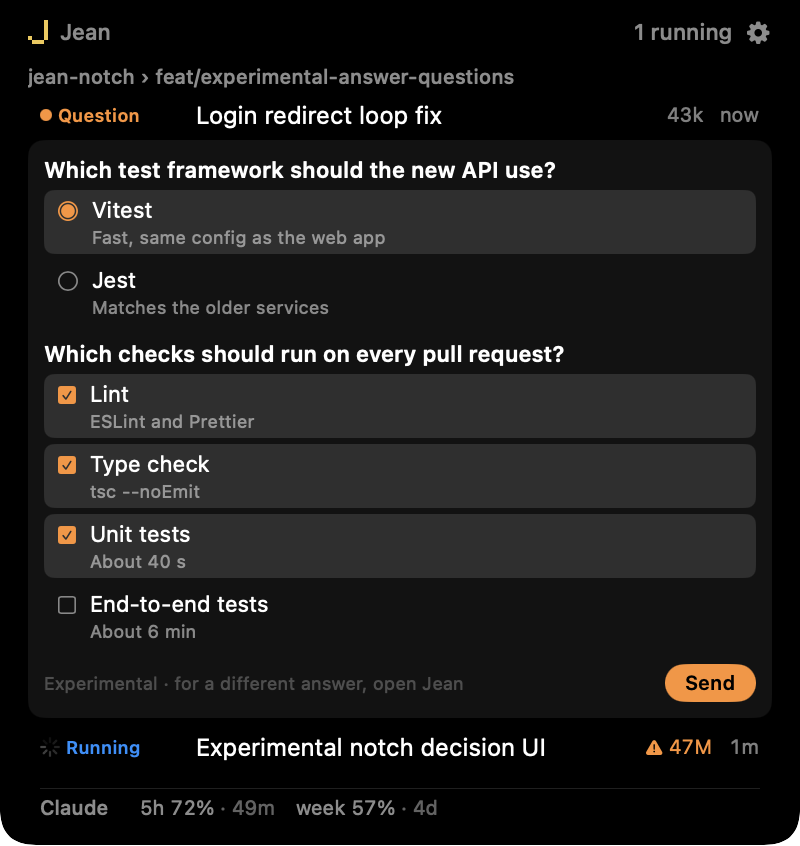 Jean 1 running
jean-notch › feat/experimental-answer-questions
Question Login redirect loop fix 43k now
Which test framework should the new API use?
Vitest
Fast, same config as the web app
Jest
Matches the older services
Which checks should run on every pull request?
Lint
ESLint and Prettier
Type check
tsc --noEmit
Unit tests
About 40 s
End-to-end tests
About 6 min
Experimental · for a different answer, open Jean Send
Running Experimental notch decision UI 47M 1m
Claude 5h 72% · 49m week 57% · 4d